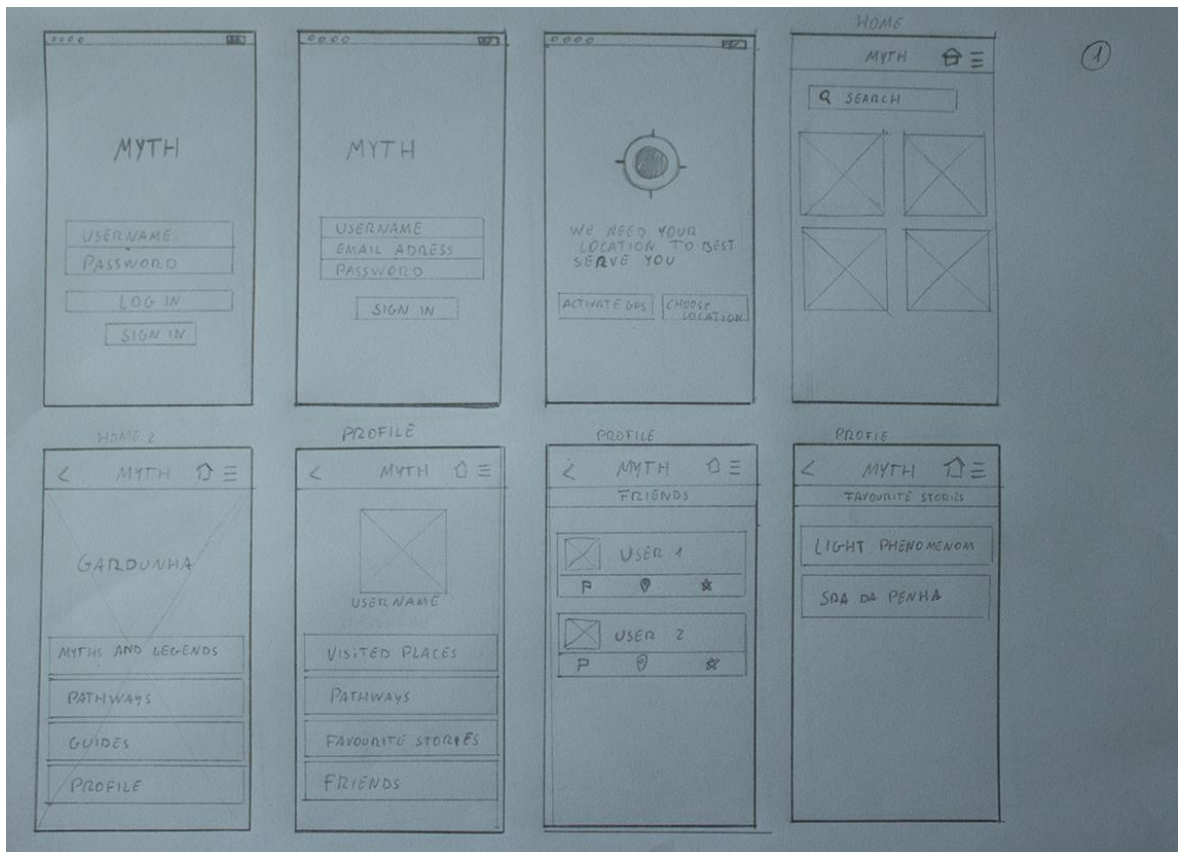 HOME
1
MYTH
USERNAME
PASSWORD
LOG IN
SIGN IN
MYTH
USERNAME
EMAIL ADRESS
PASSWORD
SIGN IN
WE NEED YOUR
LOCATION TO BEST
SERVE YOU
ACTIVATE GPS
CHOOSE
LOCATION
MYTH
SEARCH
HOME 2
MYTH
GARDUNHA
MYTHS AND LEGENDS
PATHWAYS
GUIDES
PROFILE
PROFILE
MYTH
USERNAME
VISITED PLACES
PATHWAYS
FAVOURITE STORIES
FRIENDS
PROFILE
MYTH
FRIENDS
USER 1
USER 2
PROFIE
MYTH
FAVOURITE STORIES
LIGHT PHENOMENOM
SRA DA PENHA